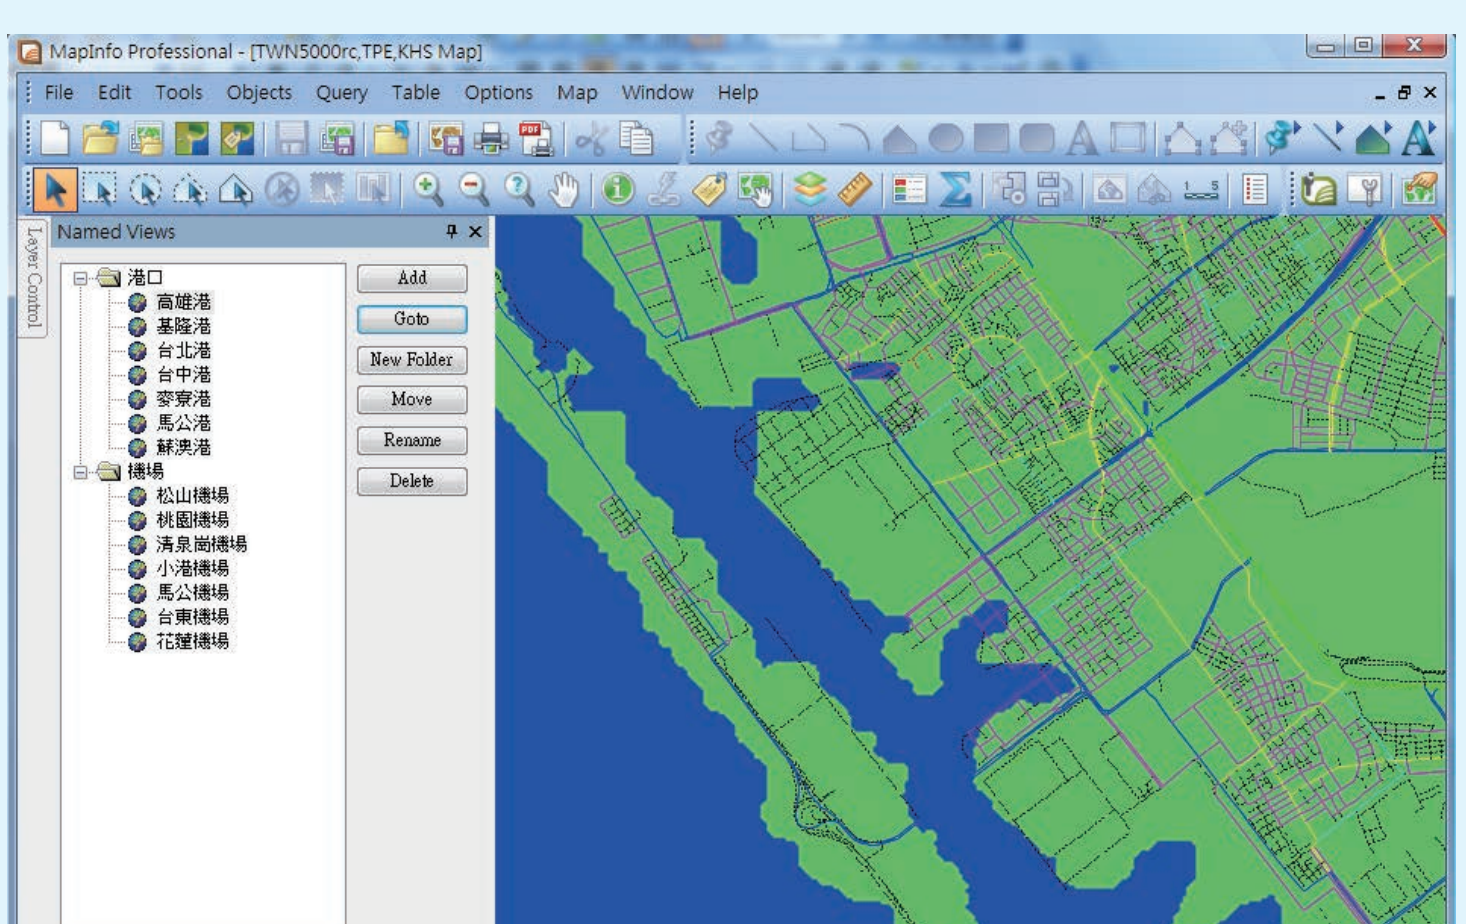 MapInfo Professional - [TWN5000rc,TPE,KHS Map]
File Edit Tools Objects Query Table Options Map Window Help
PDF
1 5
Layer Control
Named Views
港口
高雄港
基隆港
台北港
台中港
麥寮港
馬公港
蘇澳港
機場
松山機場
桃園機場
清泉崗機場
小港機場
馬公機場
台東機場
花蓮機場
Add
Goto
New Folder
Move
Rename
Delete